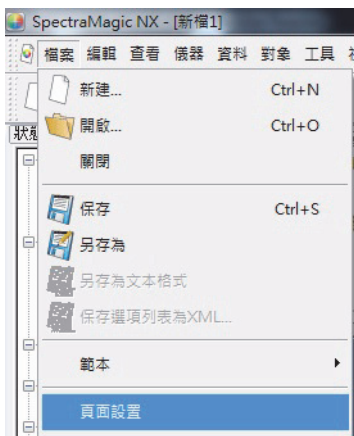 SpectraMagic NX - [新檔1]
檔案 編輯 查看 儀器 資料 對象 工具
新建... Ctrl+N
開啟... Ctrl+O
狀態
關閉
保存 Ctrl+S
另存為
另存為文本格式
保存選項列表為XML...
範本
頁面設置